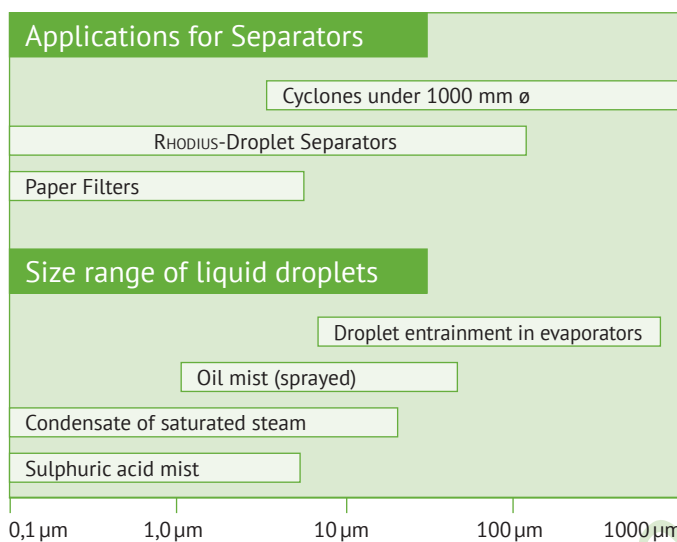 Applications for Separators
Cyclones under 1000 mm ø
RHODIUS-Droplet Separators
Paper Filters
Size range of liquid droplets
Droplet entrainment in evaporators
Oil mist (sprayed)
Condensate of saturated steam
Sulphuric acid mist
0,1 µm 1,0 µm 10 µm 100 µm 1000 µm